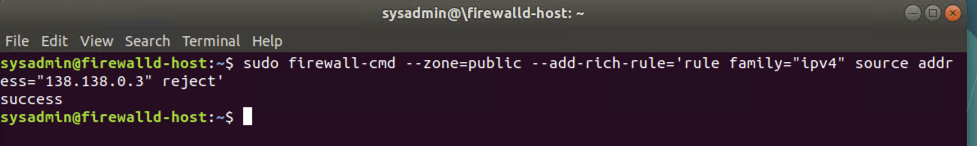 sysadmin@\firewalld-host: ~
File Edit View Search Terminal Help
sysadmin@firewalld-host:~$ sudo firewall-cmd --zone=public --add-rich-rule='rule family="ipv4" source addr
ess="138.138.0.3" reject'
success
sysadmin@firewalld-host:~$